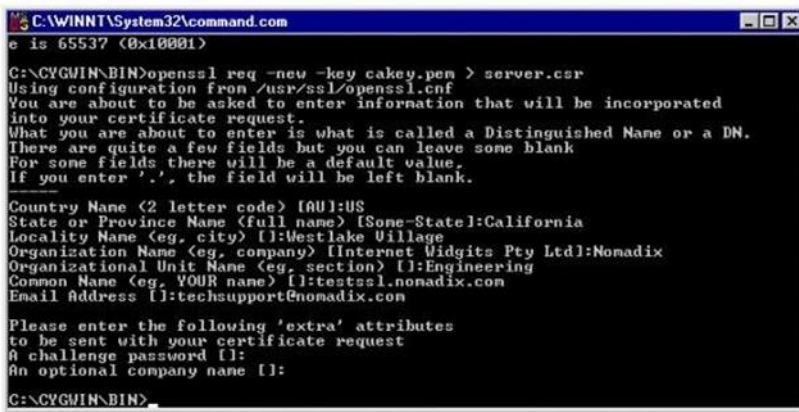 C:\WINNT\System32\command.com
e is 65537 (0x10001)
C:\CYGWIN\BIN>openssl req -new -key cakey.pem > server.csr
Using configuration from /usr/ssl/openssl.cnf
You are about to be asked to enter information that will be incorporated
into your certificate request.
What you are about to enter is what is called a Distinguished Name or a DN.
There are quite a few fields but you can leave some blank
For some fields there will be a default value,
If you enter '.', the field will be left blank.
-----
Country Name (2 letter code) [AU]:US
State or Province Name (full name) [Some-State]:California
Locality Name (eg, city) []:Westlake Village
Organization Name (eg, company) [Internet Widgits Pty Ltd]:Nomadix
Organizational Unit Name (eg, section) []:Engineering
Common Name (eg, YOUR name) []:testssl.nomadix.com
Email Address []:techsupport@nomadix.com
Please enter the following 'extra' attributes
to be sent with your certificate request
A challenge password []:
An optional company name []:
C:\CYGWIN\BIN>_